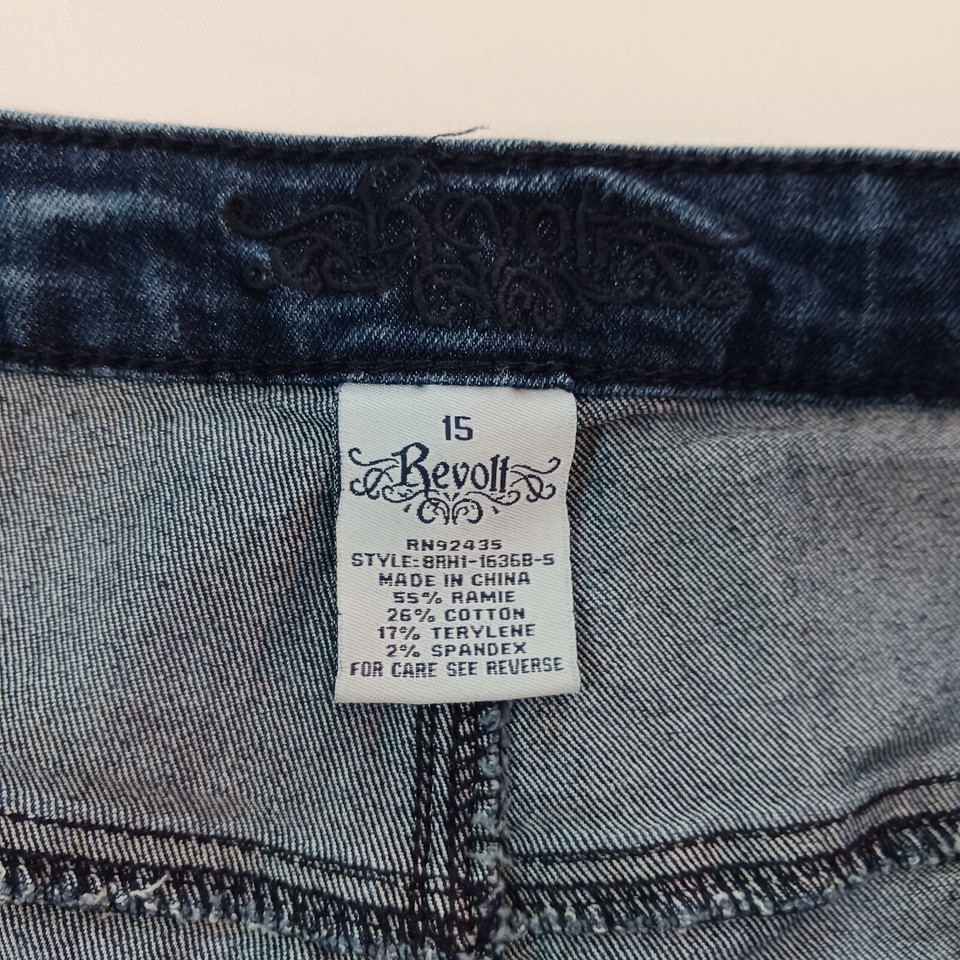 Revolt
15
Revolt
RN92435
STYLE:8RH1-1636B-5
MADE IN CHINA
55% RAMIE
26% COTTON
17% TERYLENE
2% SPANDEX
FOR CARE SEE REVERSE